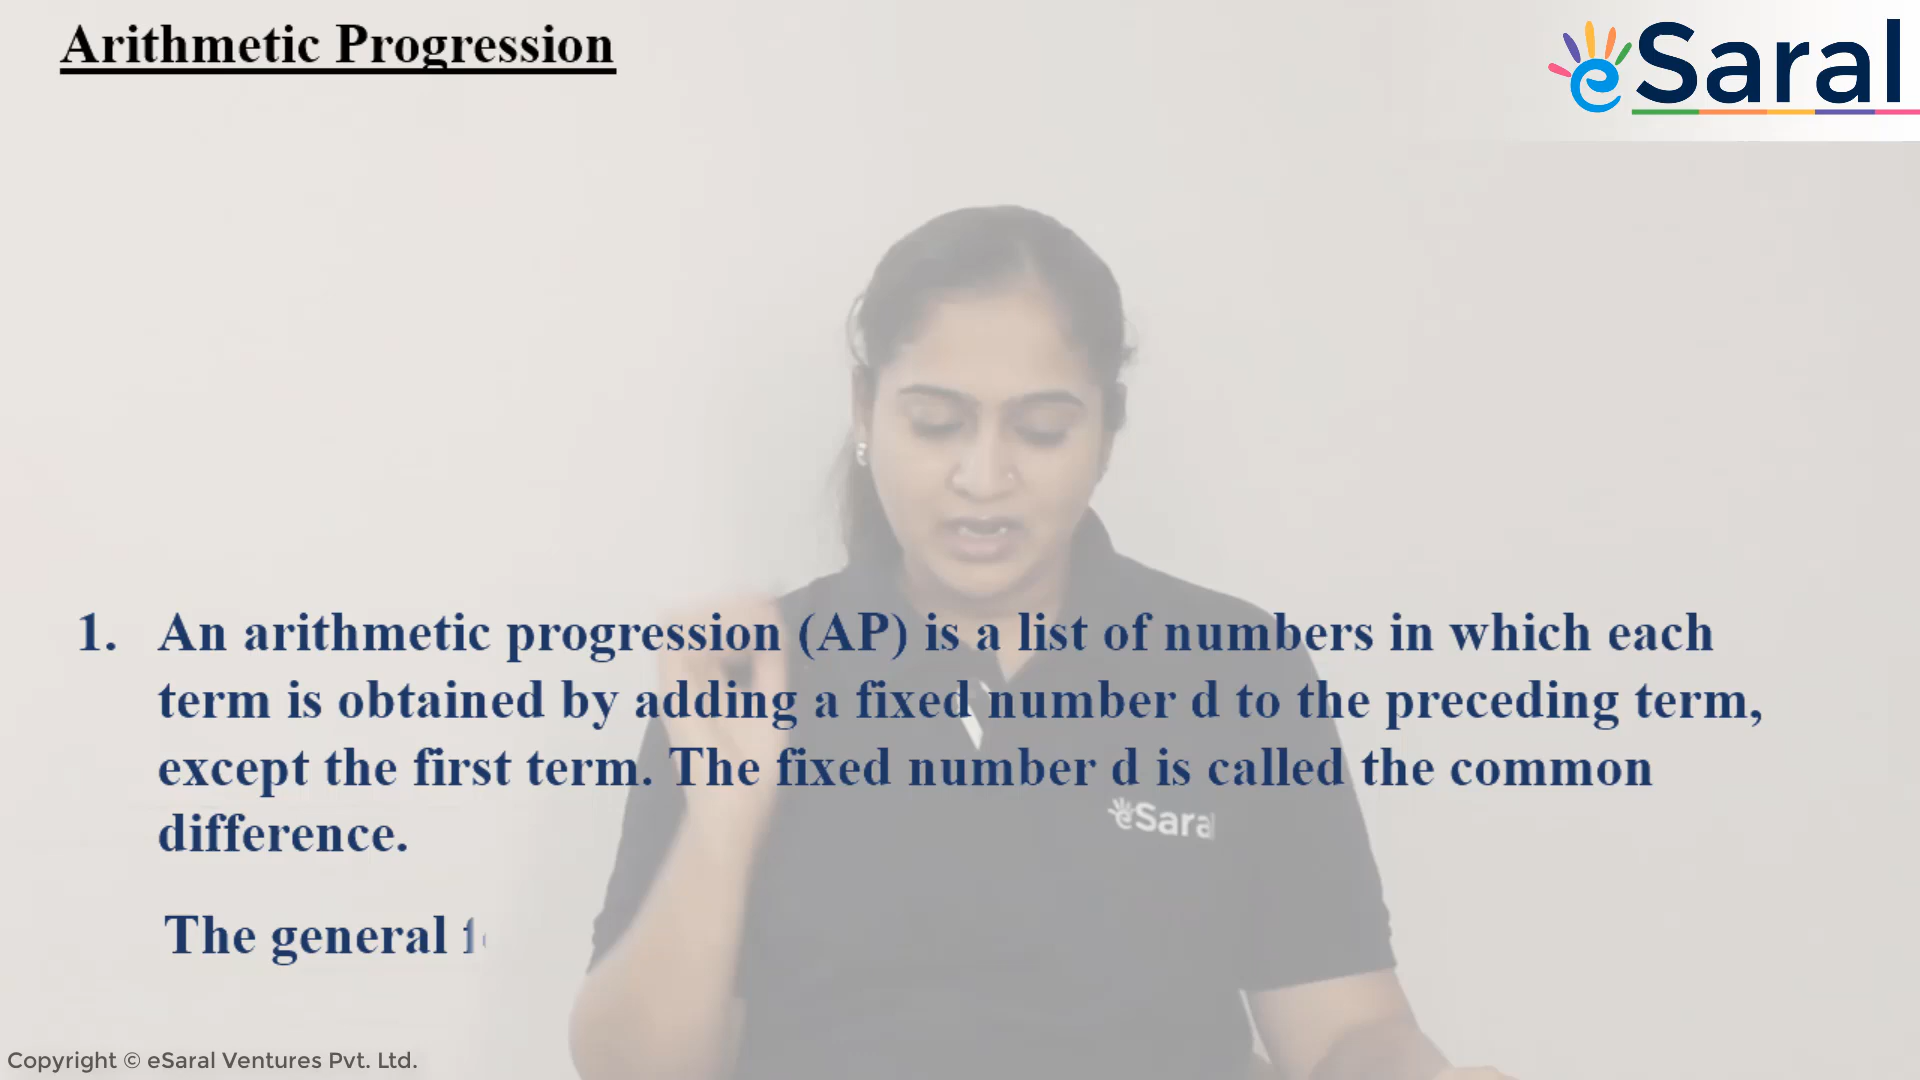 Arithmetic Progression
eSaral
1. An arithmetic progression (AP) is a list of numbers in which each
term is obtained by adding a fixed number d to the preceding term,
except the first term. The fixed number d is called the common
difference.
eSaral
The general
Copyright © eSaral Ventures Pvt. Ltd.